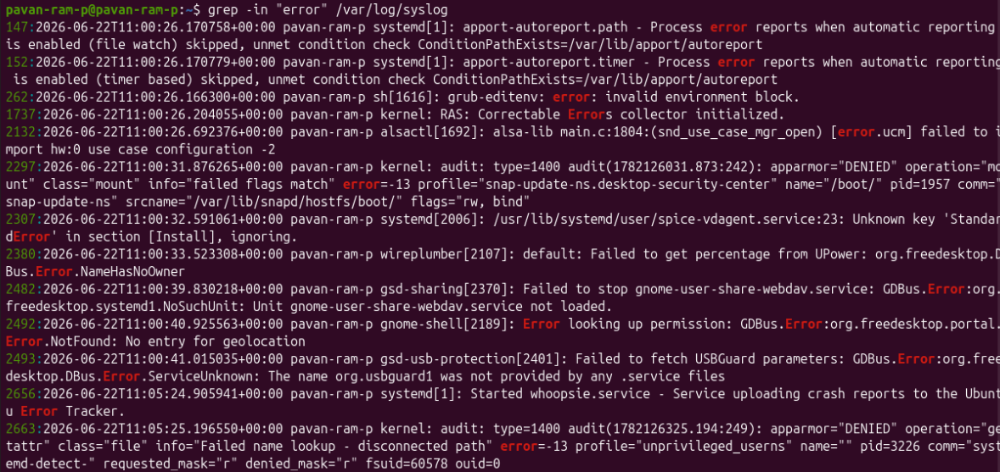 pavan-ram-p@pavan-ram-p:~$ grep -in "error" /var/log/syslog
147:2026-06-22T11:00:26.170758+00:00 pavan-ram-p systemd[1]: apport-autoreport.path - Process error reports when automatic reporting
is enabled (file watch) skipped, unmet condition check ConditionPathExists=/var/lib/apport/autoreport
152:2026-06-22T11:00:26.170779+00:00 pavan-ram-p systemd[1]: apport-autoreport.timer - Process error reports when automatic reporting
is enabled (timer based) skipped, unmet condition check ConditionPathExists=/var/lib/apport/autoreport
262:2026-06-22T11:00:26.166300+00:00 pavan-ram-p sh[1616]: grub-editenv: error: invalid environment block.
1737:2026-06-22T11:00:26.204055+00:00 pavan-ram-p kernel: RAS: Correctable Errors collector initialized.
2132:2026-06-22T11:00:26.692376+00:00 pavan-ram-p alsactl[1692]: alsa-lib main.c:1804:(snd_use_case_mgr_open) [error.ucm] failed to i
mport hw:0 use case configuration -2
2297:2026-06-22T11:00:31.876265+00:00 pavan-ram-p kernel: audit: type=1400 audit(1782126031.873:242): apparmor="DENIED" operation="mo
unt" class="mount" info="failed flags match" error=-13 profile="snap-update-ns.desktop-security-center" name="/boot/" pid=1957 comm="
snap-update-ns" srcname="/var/lib/snapd/hostfs/boot/" flags="rw, bind"
2307:2026-06-22T11:00:32.591061+00:00 pavan-ram-p systemd[2006]: /usr/lib/systemd/user/spice-vdagent.service:23: Unknown key 'Standar
dError' in section [Install], ignoring.
2380:2026-06-22T11:00:33.523308+00:00 pavan-ram-p wireplumber[2107]: default: Failed to get percentage from UPower: org.freedesktop.D
Bus.Error.NameHasNoOwner
2482:2026-06-22T11:00:39.830218+00:00 pavan-ram-p gsd-sharing[2370]: Failed to stop gnome-user-share-webdav.service: GDBus.Error:org.
freedesktop.systemd1.NoSuchUnit: Unit gnome-user-share-webdav.service not loaded.
2492:2026-06-22T11:00:40.925563+00:00 pavan-ram-p gnome-shell[2189]: Error looking up permission: GDBus.Error:org.freedesktop.portal.
Error.NotFound: No entry for geolocation
2493:2026-06-22T11:00:41.015035+00:00 pavan-ram-p gsd-usb-protection[2401]: Failed to fetch USBGuard parameters: GDBus.Error:org.free
desktop.DBus.Error.ServiceUnknown: The name org.usbguard1 was not provided by any .service files
2656:2026-06-22T11:05:24.905941+00:00 pavan-ram-p systemd[1]: Started whoopsie.service - Service uploading crash reports to the Ubunt
u Error Tracker.
2663:2026-06-22T11:05:25.196550+00:00 pavan-ram-p kernel: audit: type=1400 audit(1782126325.194:249): apparmor="DENIED" operation="ge
tattr" class="file" info="Failed name lookup - disconnected path" error=-13 profile="unprivileged_userns" name="" pid=3226 comm="syst
emd-detect-" requested_mask="r" denied_mask="r" fsuid=60578 ouid=0